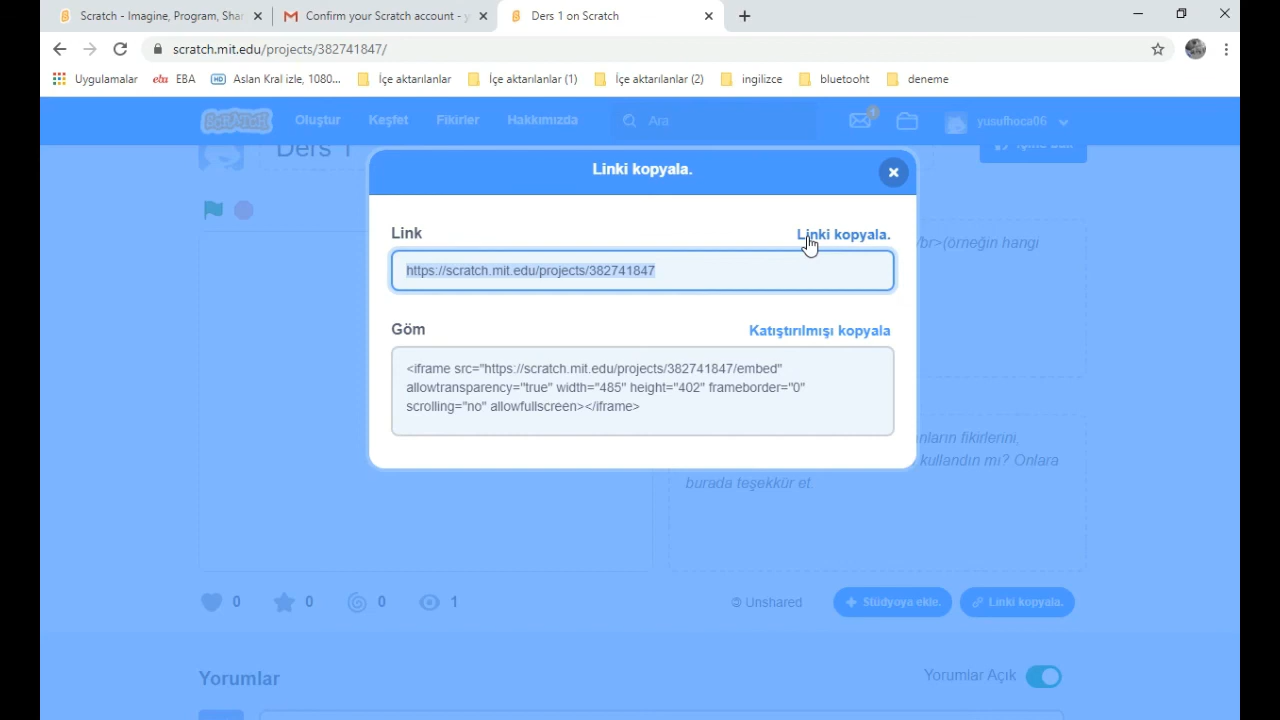 Scratch - Imagine, Program, Shar
Confirm your Scratch account - y
Ders 1 on Scratch
scratch.mit.edu/projects/382741847/
Uygulamalar
eba EBA
HD Aslan Kral izle, 1080...
İçe aktarılanlar
İçe aktarılanlar (1)
İçe aktarılanlar (2)
ingilizce
bluetooht
deneme
SCRATCH
Oluştur
Keşfet
Fikirler
Hakkımızda
Ara
1
yusufhoca06
Ders 1
Linki kopyala.
Link
Linki kopyala.
/br>(örneğin hangi
https://scratch.mit.edu/projects/382741847
Göm
Katıştırılmışı kopyala
<iframe src="https://scratch.mit.edu/projects/382741847/embed"
allowtransparency="true" width="485" height="402" frameborder="0"
scrolling="no" allowfullscreen></iframe>
nların fikirlerini,
kullandın mı? Onlara
burada teşekkür et.
0
0
0
1
Unshared
Stüdyoya ekle.
Linki kopyala.
Yorumlar
Yorumlar Açık